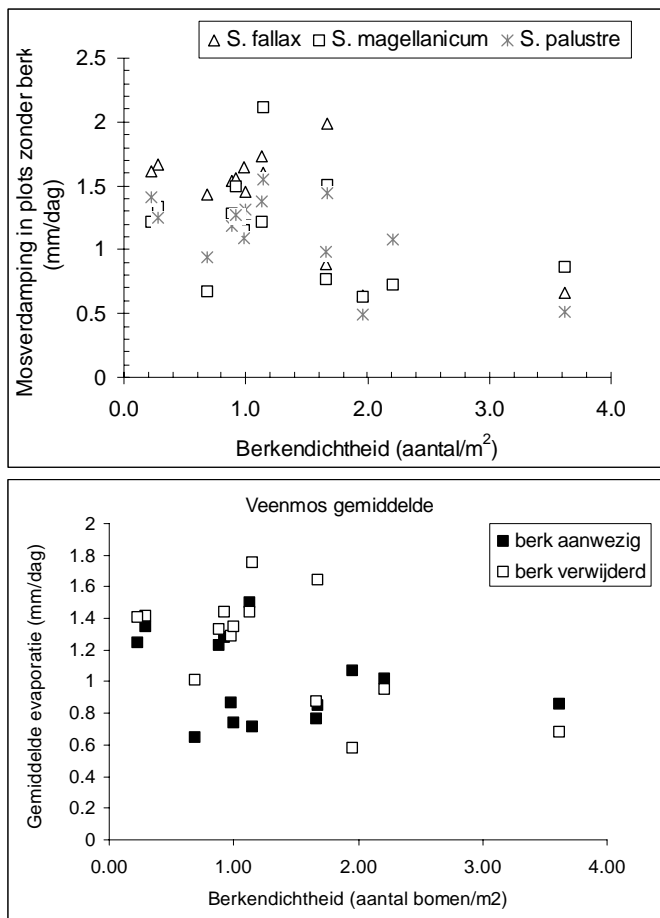 S. fallax S. magellanicum S. palustre
Mosverdamping in plots zonder berk
(mm/dag)
2.5
2
1.5
1
0.5
0
0.0 1.0 2.0 3.0 4.0
Berkendichtheid (aantal/m²)
Veenmos gemiddelde
berk aanwezig
berk verwijderd
Gemiddelde evaporatie (mm/dag)
2
1.8
1.6
1.4
1.2
1
0.8
0.6
0.4
0.2
0
0.00 1.00 2.00 3.00 4.00
Berkendichtheid (aantal bomen/m2)